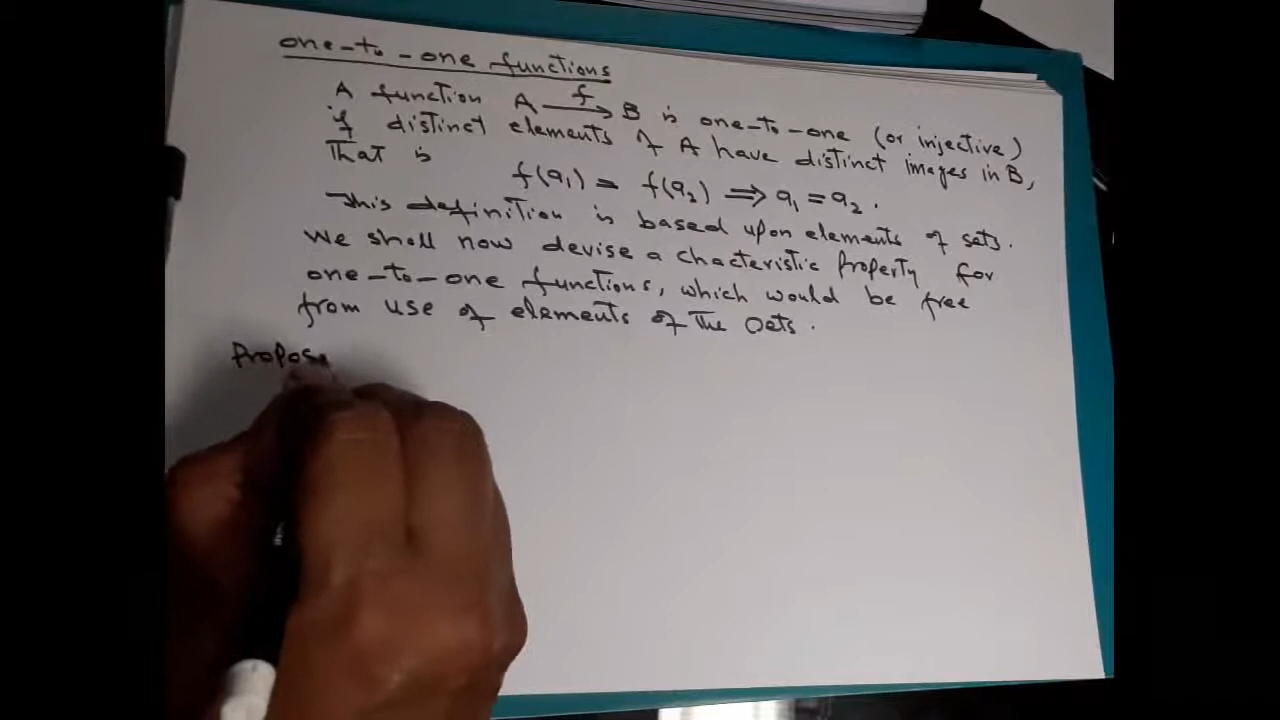 one-to-one functions
A function A f→ B is one-to-one (or injective)
if distinct elements of A have distinct images in B,
That is
f(a₁) = f(a₂) ⟹ a₁ = a₂.
This definition is based upon elements of sets.
We shall now devise a chacteristic Property for
one-to-one functions, which would be free
from use of elements of the sets.
Propos